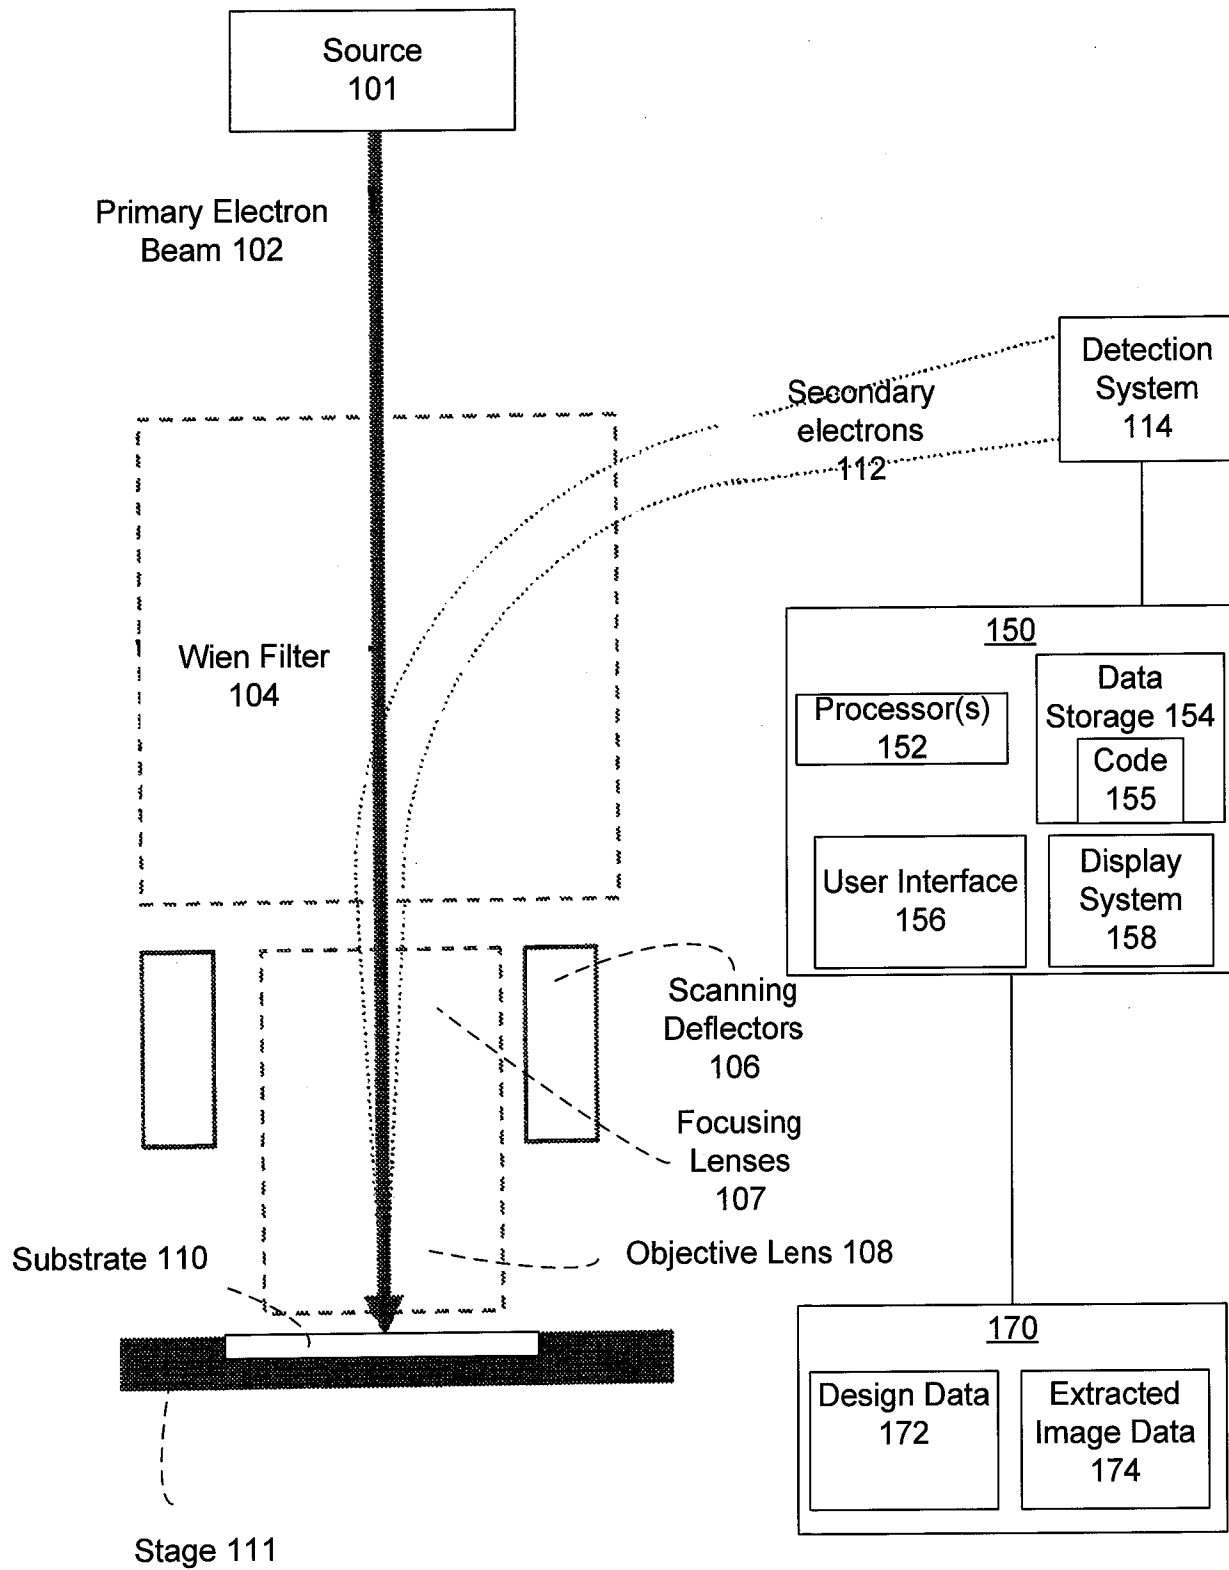 Source
101
Primary Electron
Beam 102
Detection
System
114
Secondary
electrons
112
Wien Filter
104
150
Processor(s)
152
Data
Storage 154
Code
155
User Interface
156
Display
System
158
Scanning
Deflectors
106
Focusing
Lenses
107
Substrate 110
Objective Lens 108
170
Design Data
172
Extracted
Image Data
174
Stage 111